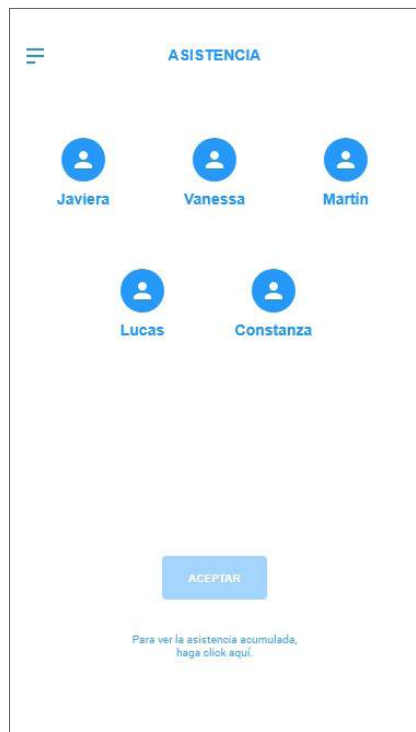 ASISTENCIA
Javiera Vanessa Martín
Lucas Constanza
ACEPTAR
Para ver la asistencia acumulada,
haga click aquí.